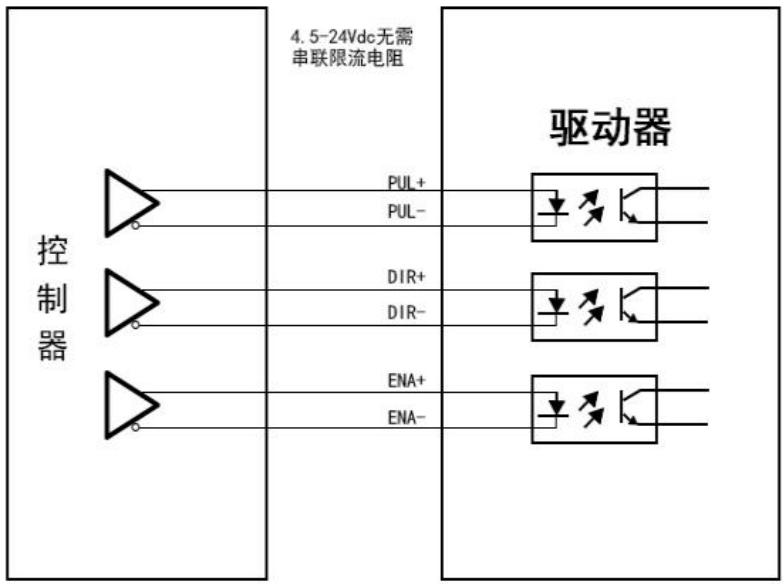 4.5-24Vdc无需
串联限流电阻
驱动器
控制器
PUL+
PUL-
DIR+
DIR-
ENA+
ENA-